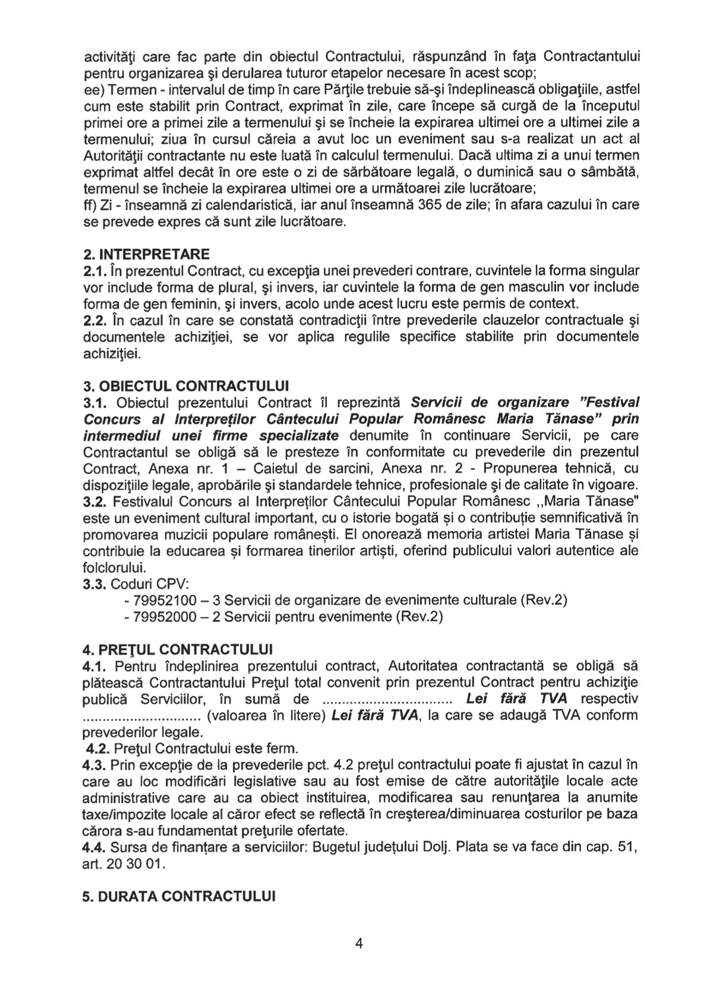 activităţi care fac parte din obiectul Contractului, răspunzând în faţa Contractantului
pentru organizarea şi derularea tuturor etapelor necesare în acest scop;
ee) Termen - intervalul de timp în care Părţile trebuie să-şi îndeplinească obligaţiile, astfel
cum este stabilit prin Contract, exprimat în zile, care începe să curgă de la începutul
primei ore a primei zile a termenului şi se încheie la expirarea ultimei ore a ultimei zile a
termenului; ziua în cursul căreia a avut loc un eveniment sau s-a realizat un act al
Autorităţii contractante nu este luată în calculul termenului. Dacă ultima zi a unui termen
exprimat altfel decât în ore este o zi de sărbătoare legală, o duminică sau o sâmbătă,
termenul se încheie la expirarea ultimei ore a următoarei zile lucrătoare;
ff) Zi - înseamnă zi calendaristică, iar anul înseamnă 365 de zile; în afara cazului în care
se prevede expres că sunt zile lucrătoare.
2. INTERPRETARE
2.1. În prezentul Contract, cu excepţia unei prevederi contrare, cuvintele la forma singular
vor include forma de plural, şi invers, iar cuvintele la forma de gen masculin vor include
forma de gen feminin, şi invers, acolo unde acest lucru este permis de context.
2.2. În cazul în care se constată contradicţii între prevederile clauzelor contractuale şi
documentele achiziţiei, se vor aplica regulile specifice stabilite prin documentele
achiziţiei.
3. OBIECTUL CONTRACTULUI
3.1. Obiectul prezentului Contract îl reprezintă Servicii de organizare ”Festival
Concurs al Interpreților Cântecului Popular Românesc Maria Tănase” prin
intermediul unei firme specializate denumite în continuare Servicii, pe care
Contractantul se obligă să le presteze în conformitate cu prevederile din prezentul
Contract, Anexa nr. 1 – Caietul de sarcini, Anexa nr. 2 - Propunerea tehnică, cu
dispoziţiile legale, aprobările şi standardele tehnice, profesionale şi de calitate în vigoare.
3.2. Festivalul Concurs al Interpreților Cântecului Popular Românesc ,,Maria Tănase"
este un eveniment cultural important, cu o istorie bogată și o contribuție semnificativă în
promovarea muzicii populare românești. El onorează memoria artistei Maria Tănase și
contribuie la educarea și formarea tinerilor artiști, oferind publicului valori autentice ale
folclorului.
3.3. Coduri CPV:
- 79952100 – 3 Servicii de organizare de evenimente culturale (Rev.2)
- 79952000 – 2 Servicii pentru evenimente (Rev.2)
4. PREŢUL CONTRACTULUI
4.1. Pentru îndeplinirea prezentului contract, Autoritatea contractantă se obligă să
plătească Contractantului Preţul total convenit prin prezentul Contract pentru achiziţie
publică Serviciilor, în sumă de ................................. Lei fără TVA respectiv
.............................. (valoarea în litere) Lei fără TVA, la care se adaugă TVA conform
prevederilor legale.
4.2. Preţul Contractului este ferm.
4.3. Prin excepţie de la prevederile pct. 4.2 preţul contractului poate fi ajustat în cazul în
care au loc modificări legislative sau au fost emise de către autorităţile locale acte
administrative care au ca obiect instituirea, modificarea sau renunţarea la anumite
taxe/impozite locale al căror efect se reflectă în creşterea/diminuarea costurilor pe baza
cărora s-au fundamentat preţurile ofertate.
4.4. Sursa de finanțare a serviciilor: Bugetul județului Dolj. Plata se va face din cap. 51,
art. 20 30 01.
5. DURATA CONTRACTULUI
4